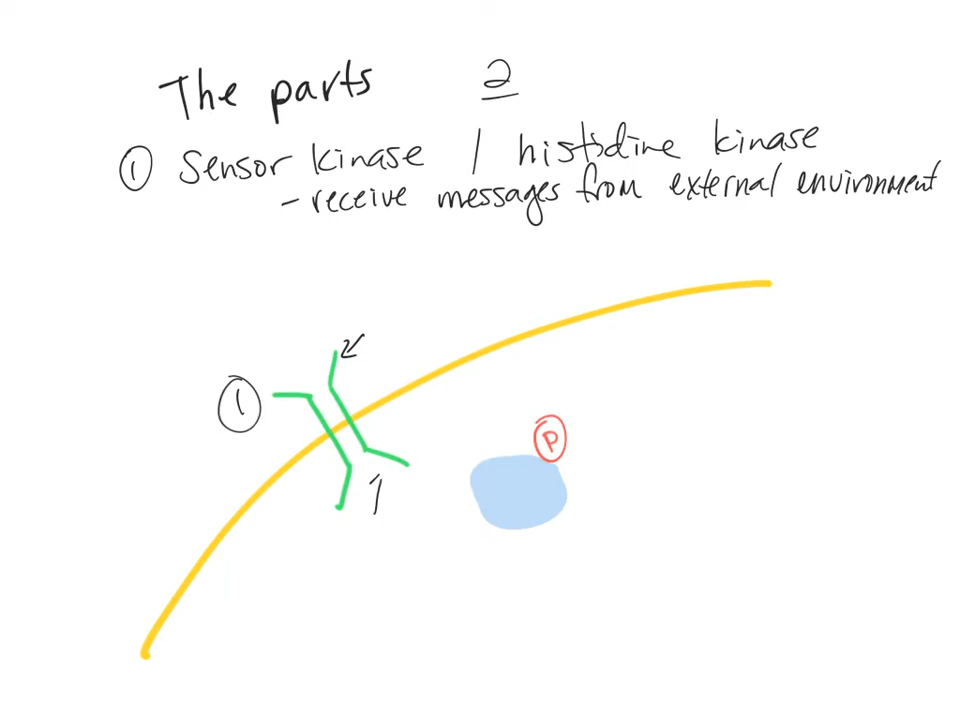 The parts 2
① Sensor kinase / histidine kinase
- receive messages from external environment
①
P